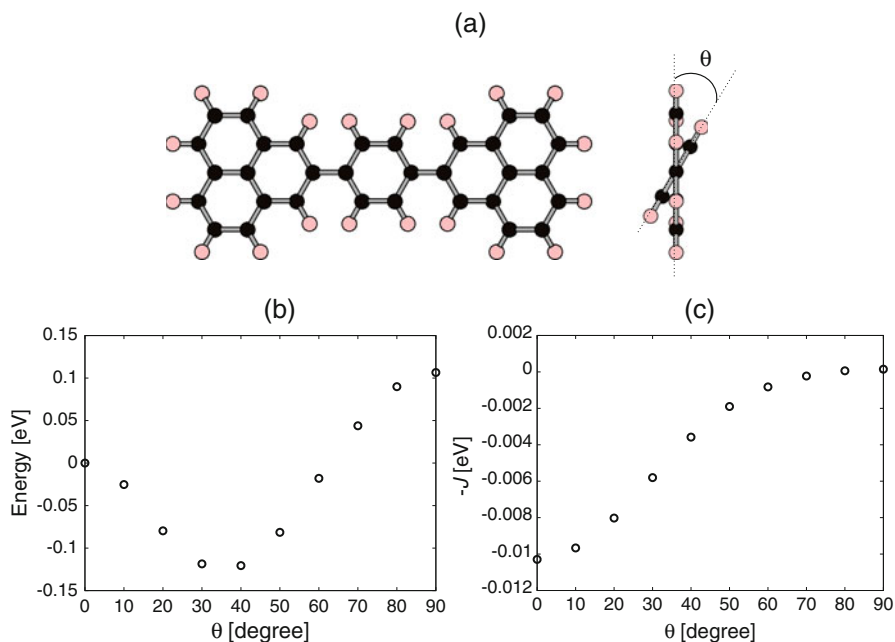 (a)
θ
(b)
(c)
0.15
0.1
0.05
0
-0.05
-0.1
-0.15
Energy [eV]
0 10 20 30 40 50 60 70 80 90
θ [degree]
0.002
0
-0.002
-0.004
-0.006
-0.008
-0.01
-0.012
-J [eV]
0 10 20 30 40 50 60 70 80 90
θ [degree]